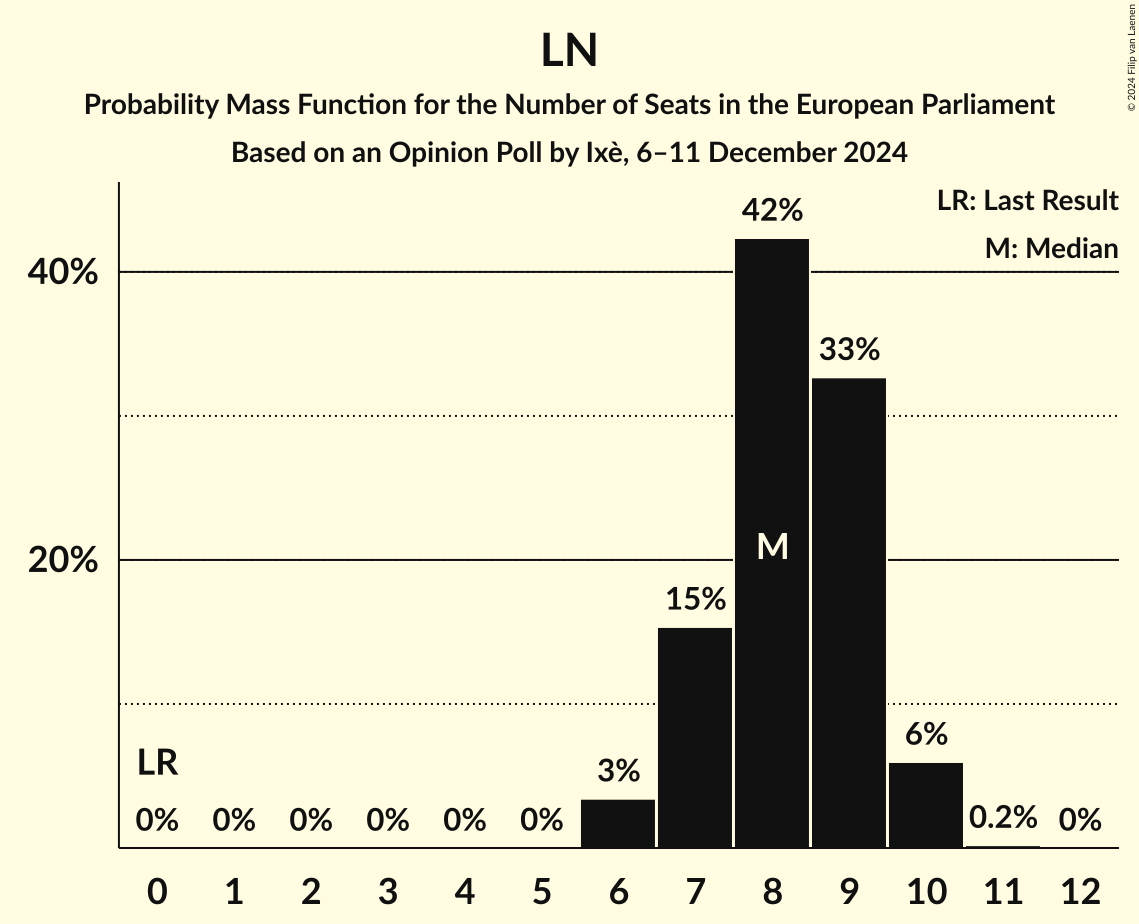 LN
Probability Mass Function for the Number of Seats in the European Parliament
Based on an Opinion Poll by Ixè, 6–11 December 2024
© 2024 Filip van Laenen
LR: Last Result
M: Median
42%
40%
33%
M
20%
15%
6%
LR
3%
0% 0% 0% 0% 0% 0% 0.2% 0%
0 1 2 3 4 5 6 7 8 9 10 11 12